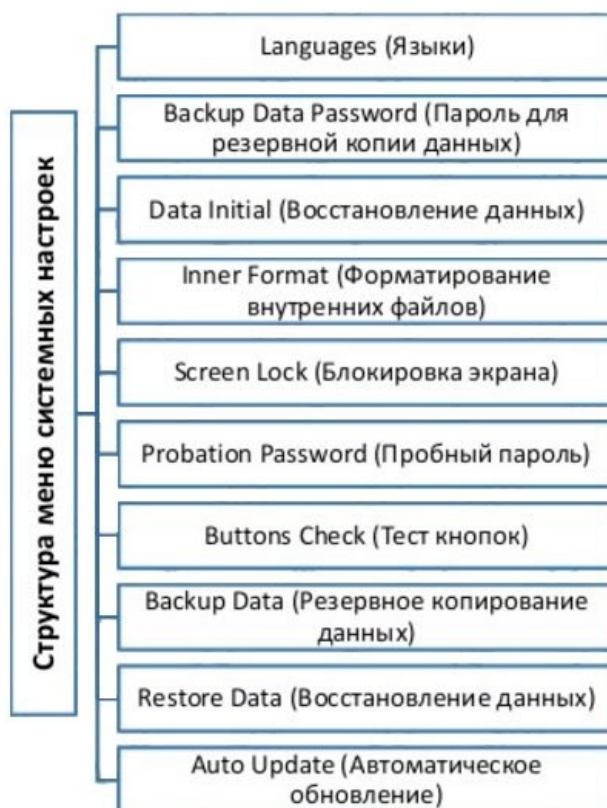 Структура меню системных настроек
Languages (Языки)
Backup Data Password (Пароль для
резервной копии данных)
Data Initial (Восстановление данных)
Inner Format (Форматирование
внутренних файлов)
Screen Lock (Блокировка экрана)
Probation Password (Пробный пароль)
Buttons Check (Тест кнопок)
Backup Data (Резервное копирование
данных)
Restore Data (Восстановление данных)
Auto Update (Автоматическое
обновление)